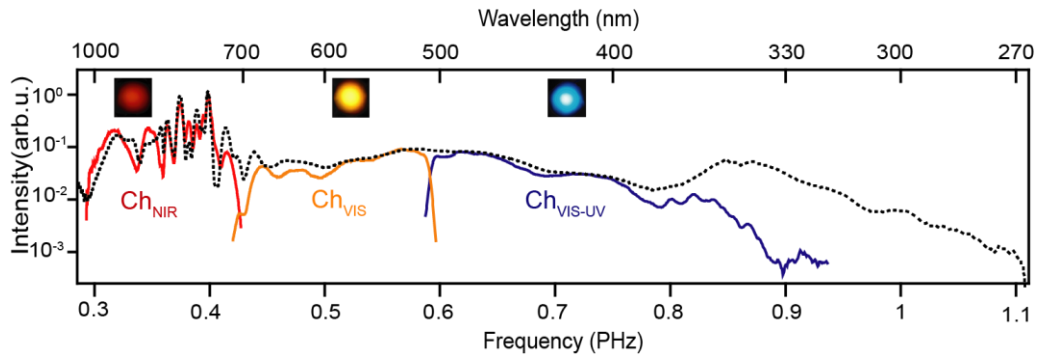 Wavelength (nm)
1000 700 600 500 400 330 300 270
Intensity(arb.u.)
10⁰
10⁻¹
10⁻²
10⁻³
Ch_NIR Ch_VIS Ch_VIS-UV
0.3 0.4 0.5 0.6 0.7 0.8 0.9 1 1.1
Frequency (PHz)